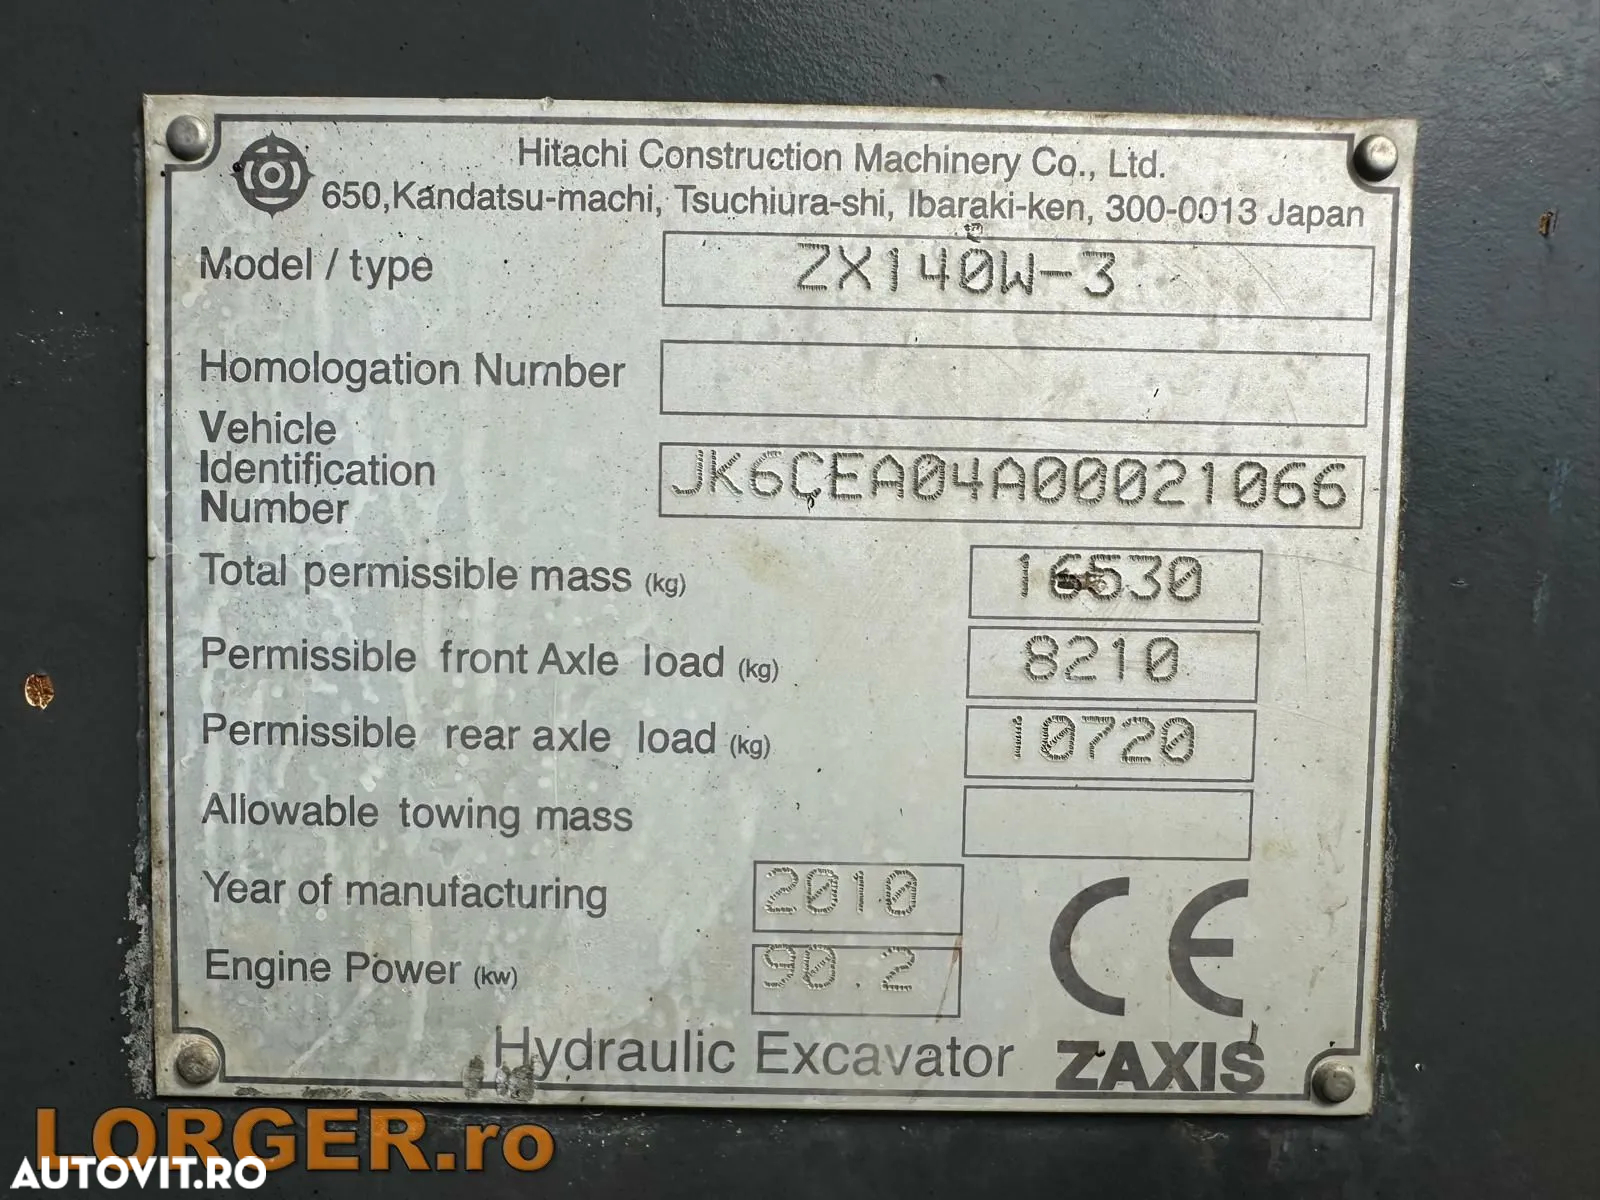 Hitachi Construction Machinery Co., Ltd.
650,Kandatsu-machi, Tsuchiura-shi, Ibaraki-ken, 300-0013 Japan
Model / type ZX140W-3
Homologation Number
Vehicle
Identification
Number JK6CEA04A00021066
Total permissible mass (kg) 16530
Permissible front Axle load (kg) 8210
Permissible rear axle load (kg) 10720
Allowable towing mass
Year of manufacturing 2010
Engine Power (kw) 90.2
CE
Hydraulic Excavator ZAXIS
LORGER.ro
AUTOVIT.RO